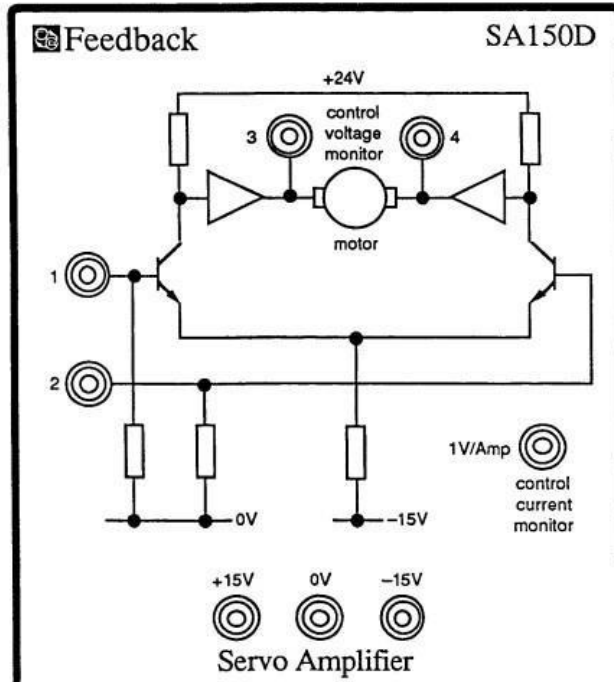 Feedback SA150D
+24V
3 control voltage monitor 4
motor
1
2
1V/Amp
control
current
monitor
0V
−15V
+15V 0V −15V
Servo Amplifier